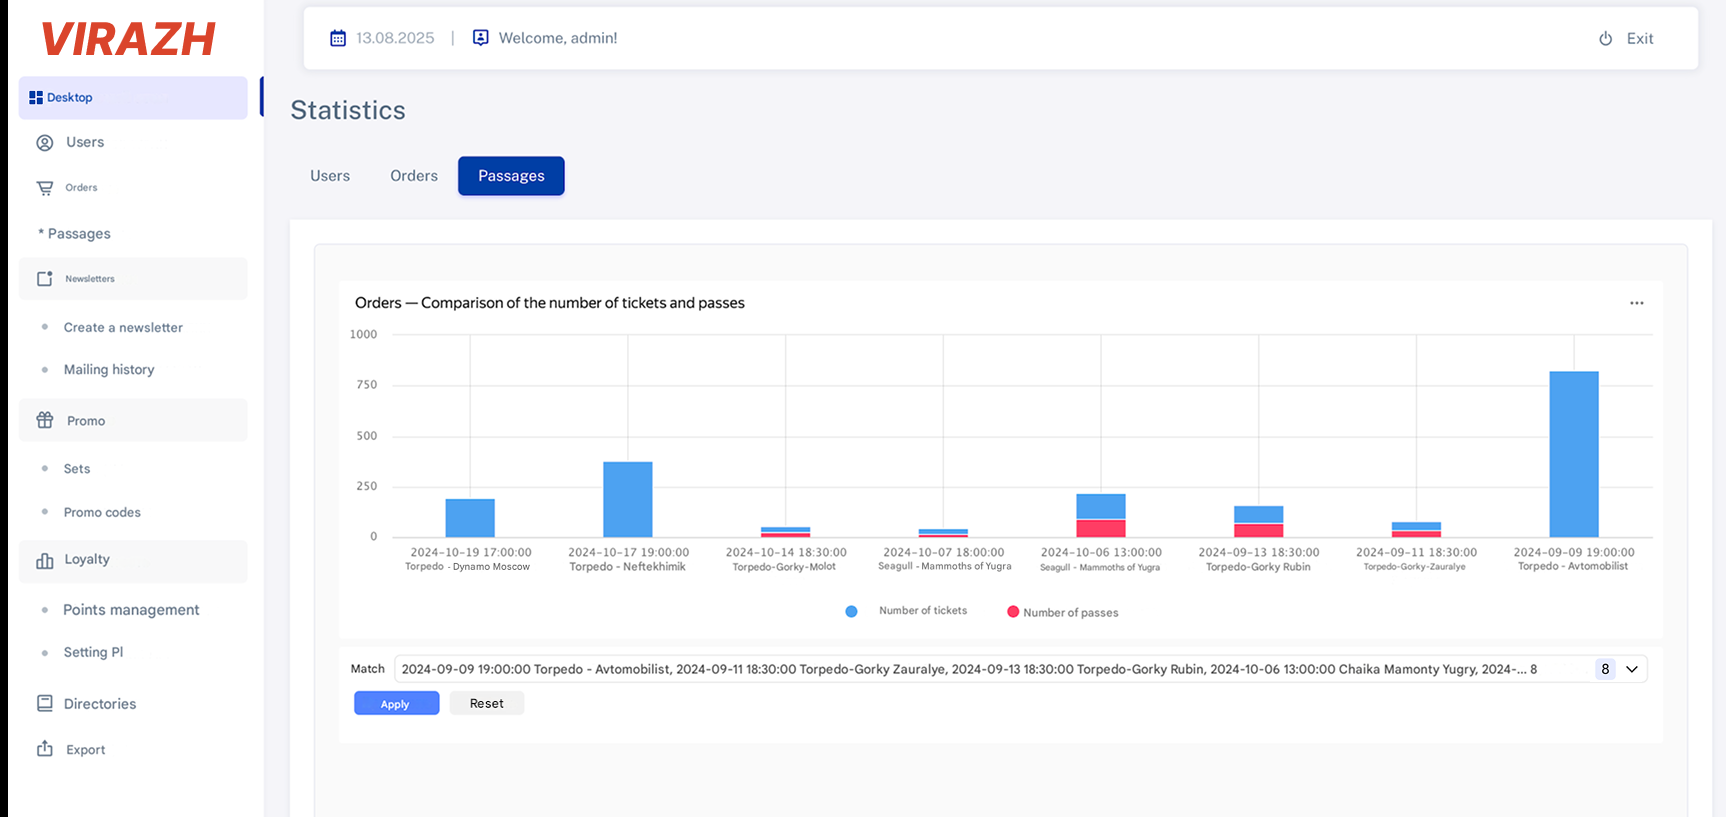 VIRAZH
13.08.2025 | Welcome, admin!
Exit
Desktop
Users
Orders
* Passages
Newsletters
Create a newsletter
Mailing history
Promo
Sets
Promo codes
Loyalty
Points management
Setting Pl
Directories
Export
Statistics
Users Orders Passages
Orders — Comparison of the number of tickets and passes
...
1000
750
500
250
0
2024-10-19 17:00:00
Torpedo - Dynamo Moscow
2024-10-17 19:00:00
Torpedo - Neftekhimik
2024-10-14 18:30:00
Torpedo-Gorky-Molot
2024-10-07 18:00:00
Seagull - Mammoths of Yugra
2024-10-06 13:00:00
Seagull - Mammoths of Yugra
2024-09-13 18:30:00
Torpedo-Gorky Rubin
2024-09-11 18:30:00
Torpedo-Gorky-Zauralye
2024-09-09 19:00:00
Torpedo - Avtomobilist
Number of tickets
Number of passes
Match
2024-09-09 19:00:00 Torpedo - Avtomobilist, 2024-09-11 18:30:00 Torpedo-Gorky Zauralye, 2024-09-13 18:30:00 Torpedo-Gorky Rubin, 2024-10-06 13:00:00 Chaika Mamonty Yugry, 2024-... 8
8
Apply
Reset